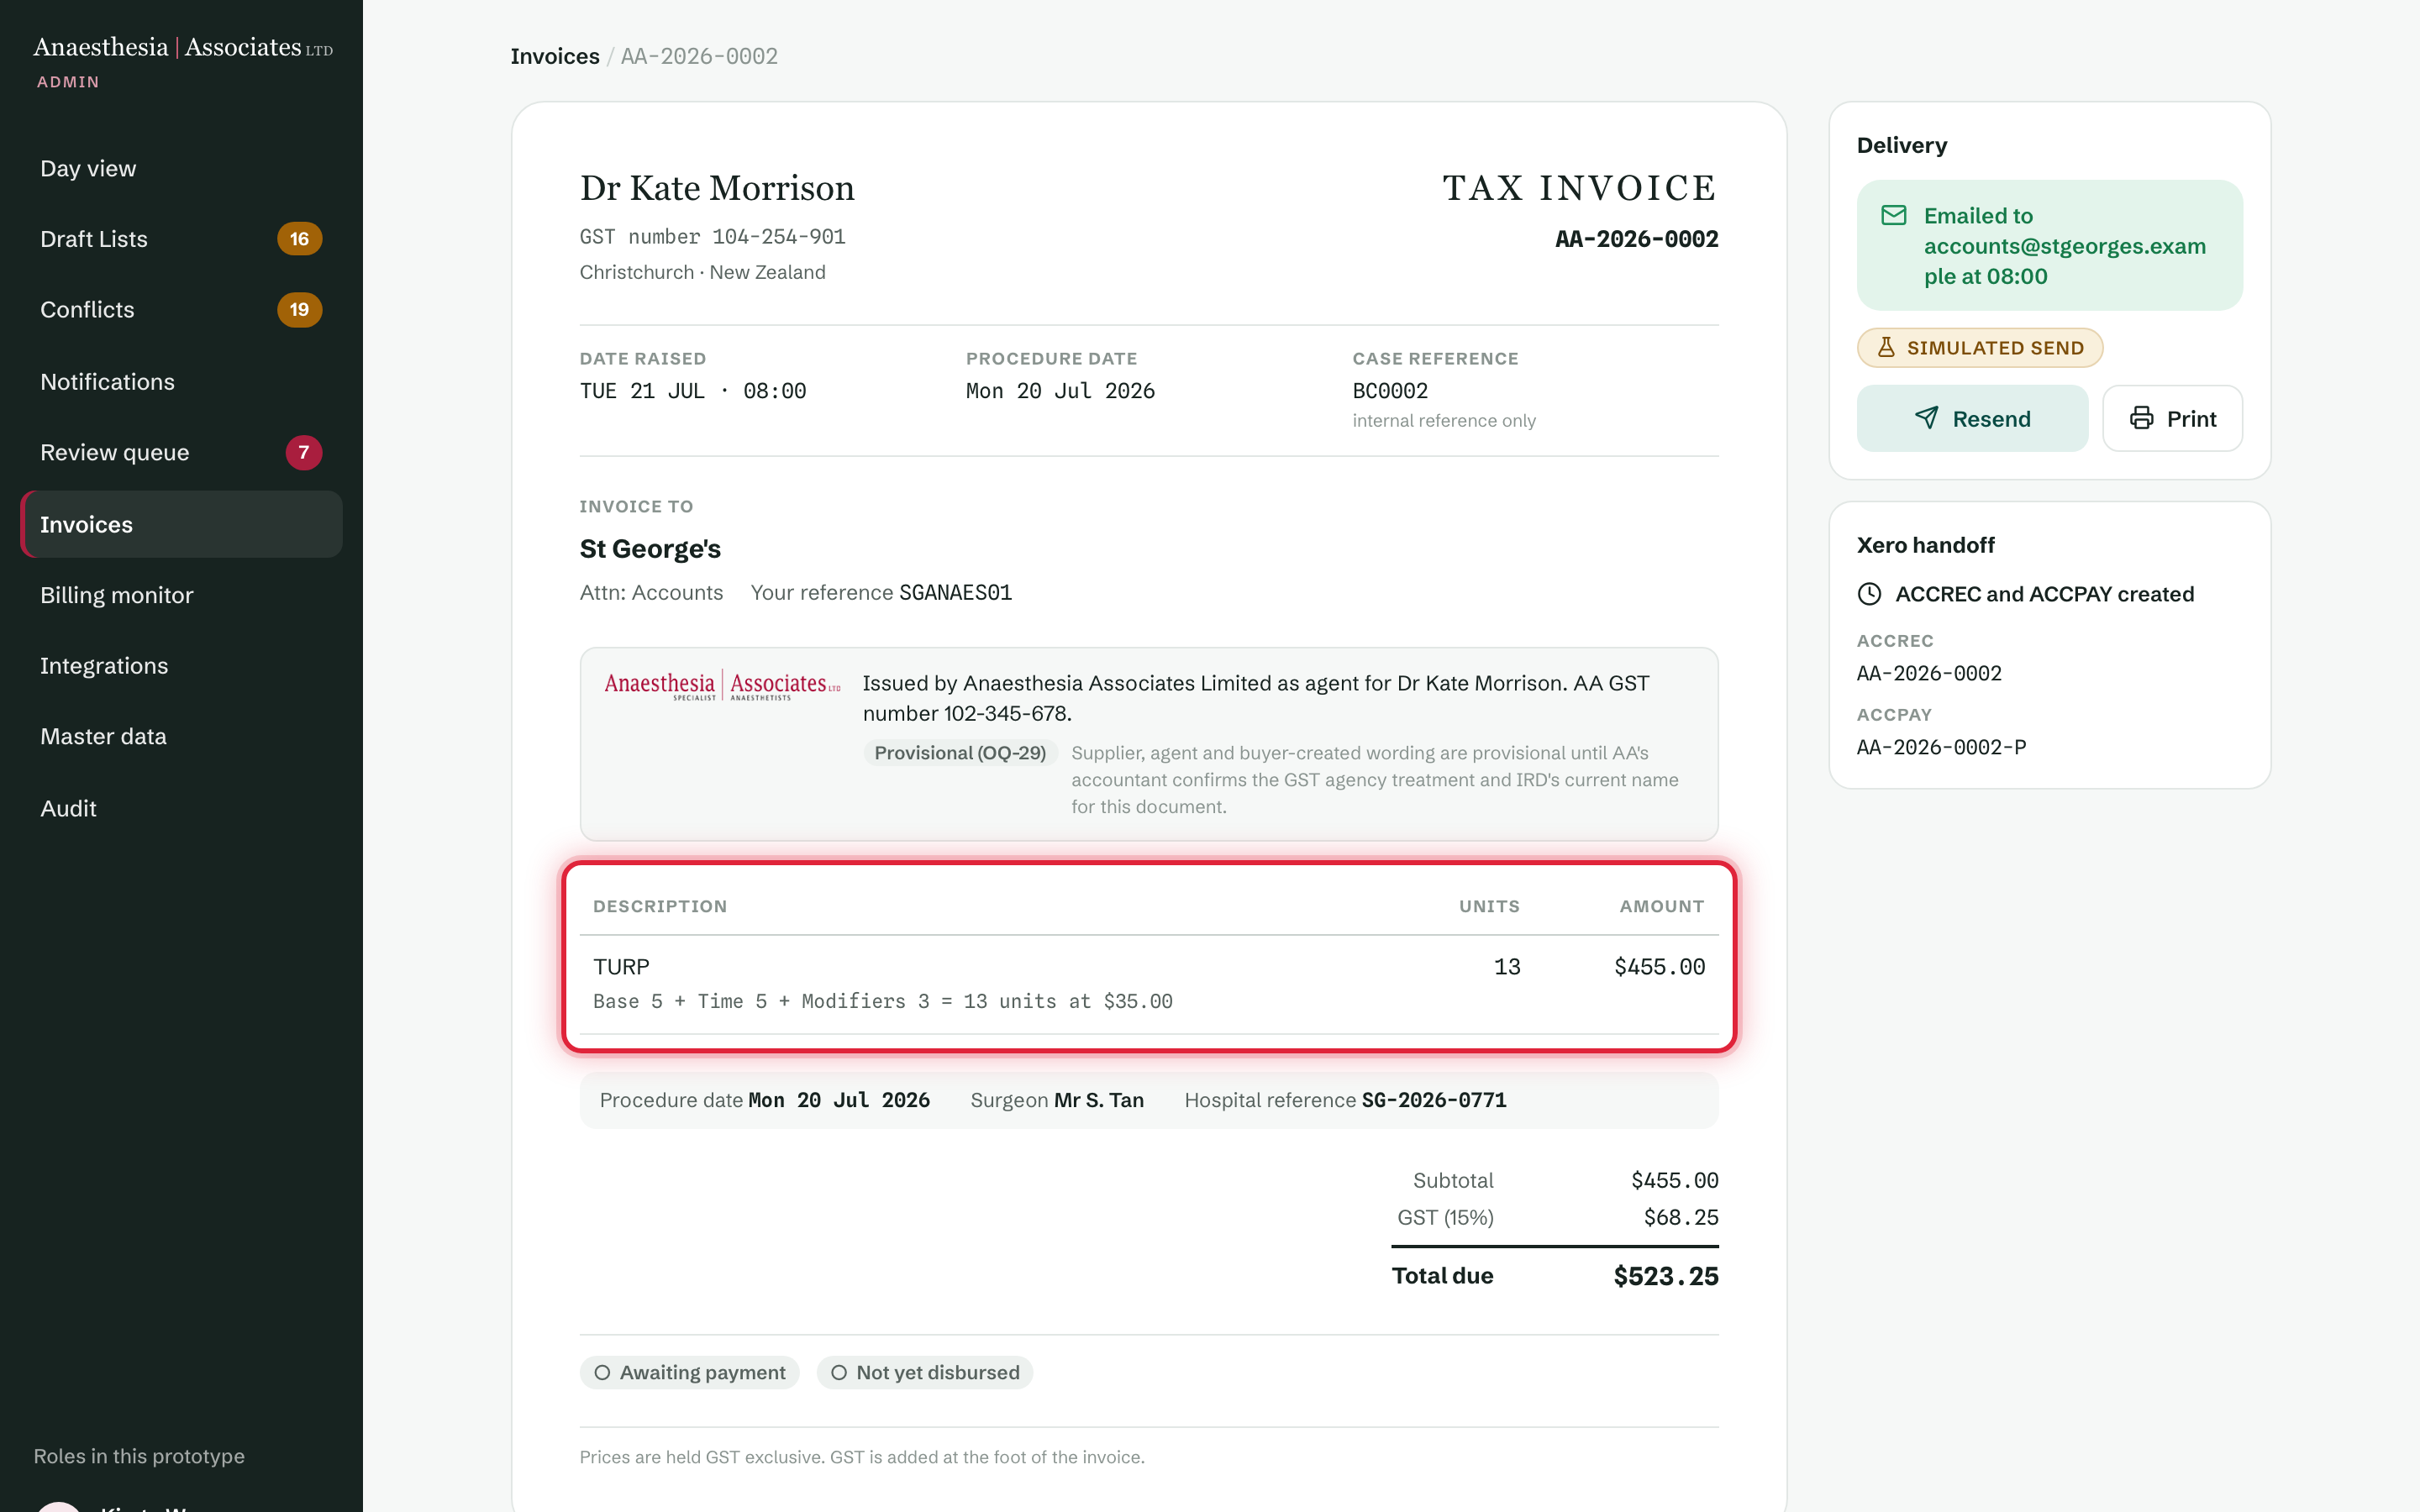 Anaesthesia | Associates LTD
ADMIN
Day view
Draft Lists 16
Conflicts 19
Notifications
Review queue 7
Invoices
Billing monitor
Integrations
Master data
Audit
Roles in this prototype
Invoices / AA-2026-0002
Dr Kate Morrison
GST number 104-254-901
Christchurch · New Zealand
TAX INVOICE
AA-2026-0002
DATE RAISED
TUE 21 JUL · 08:00
PROCEDURE DATE
Mon 20 Jul 2026
CASE REFERENCE
BC0002
internal reference only
INVOICE TO
St George's
Attn: Accounts Your reference SGANAES01
Anaesthesia | Associates LTD
SPECIALIST ANAESTHETISTS
Issued by Anaesthesia Associates Limited as agent for Dr Kate Morrison. AA GST
number 102-345-678.
Provisional (OQ-29)
Supplier, agent and buyer-created wording are provisional until AA's
accountant confirms the GST agency treatment and IRD's current name
for this document.
DESCRIPTION UNITS AMOUNT
TURP 13 $455.00
Base 5 + Time 5 + Modifiers 3 = 13 units at $35.00
Procedure date Mon 20 Jul 2026 Surgeon Mr S. Tan Hospital reference SG-2026-0771
Subtotal $455.00
GST (15%) $68.25
Total due $523.25
Awaiting payment Not yet disbursed
Prices are held GST exclusive. GST is added at the foot of the invoice.
Delivery
Emailed to
accounts@stgeorges.exam
ple at 08:00
SIMULATED SEND
Resend Print
Xero handoff
ACCREC and ACCPAY created
ACCREC
AA-2026-0002
ACCPAY
AA-2026-0002-P